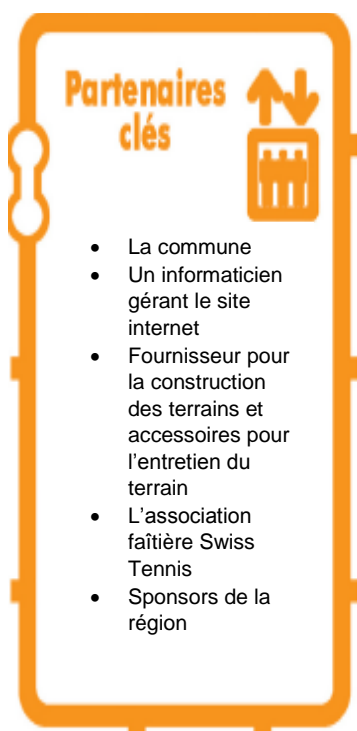 Partenaires
clés
• La commune
• Un informaticien
gérant le site
internet
• Fournisseur pour
la construction
des terrains et
accessoires pour
l’entretien du
terrain
• L’association
faîtière Swiss
Tennis
• Sponsors de la
région